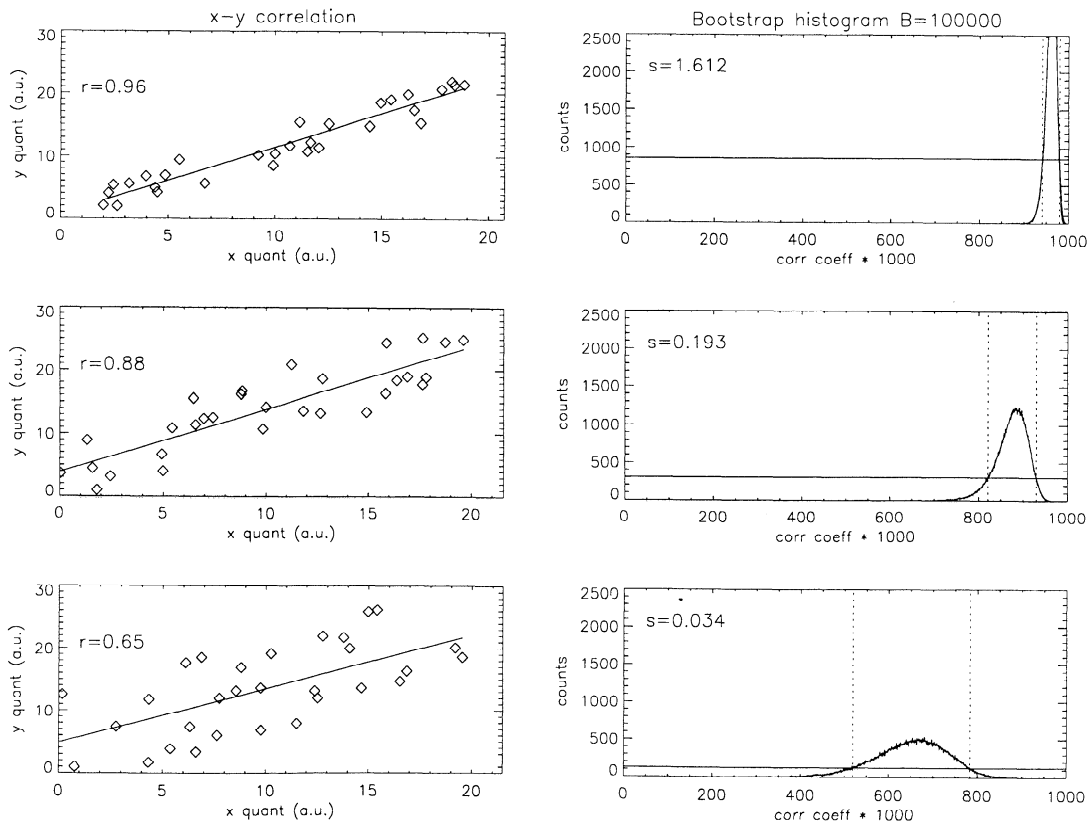 x-y correlation
30
20
10
0
y quant (a.u.)
r=0.96
0 5 10 15 20
x quant (a.u.)
Bootstrap histogram B=100000
2500
2000
1500
1000
500
0
counts
s=1.612
0 200 400 600 800 1000
corr coeff * 1000
30
20
10
0
y quant (a.u.)
r=0.88
0 5 10 15 20
x quant (a.u.)
2500
2000
1500
1000
500
0
counts
s=0.193
0 200 400 600 800 1000
corr coeff * 1000
30
20
10
0
y quant (a.u.)
r=0.65
0 5 10 15 20
x quant (a.u.)
2500
2000
1500
1000
500
0
counts
s=0.034
0 200 400 600 800 1000
corr coeff * 1000